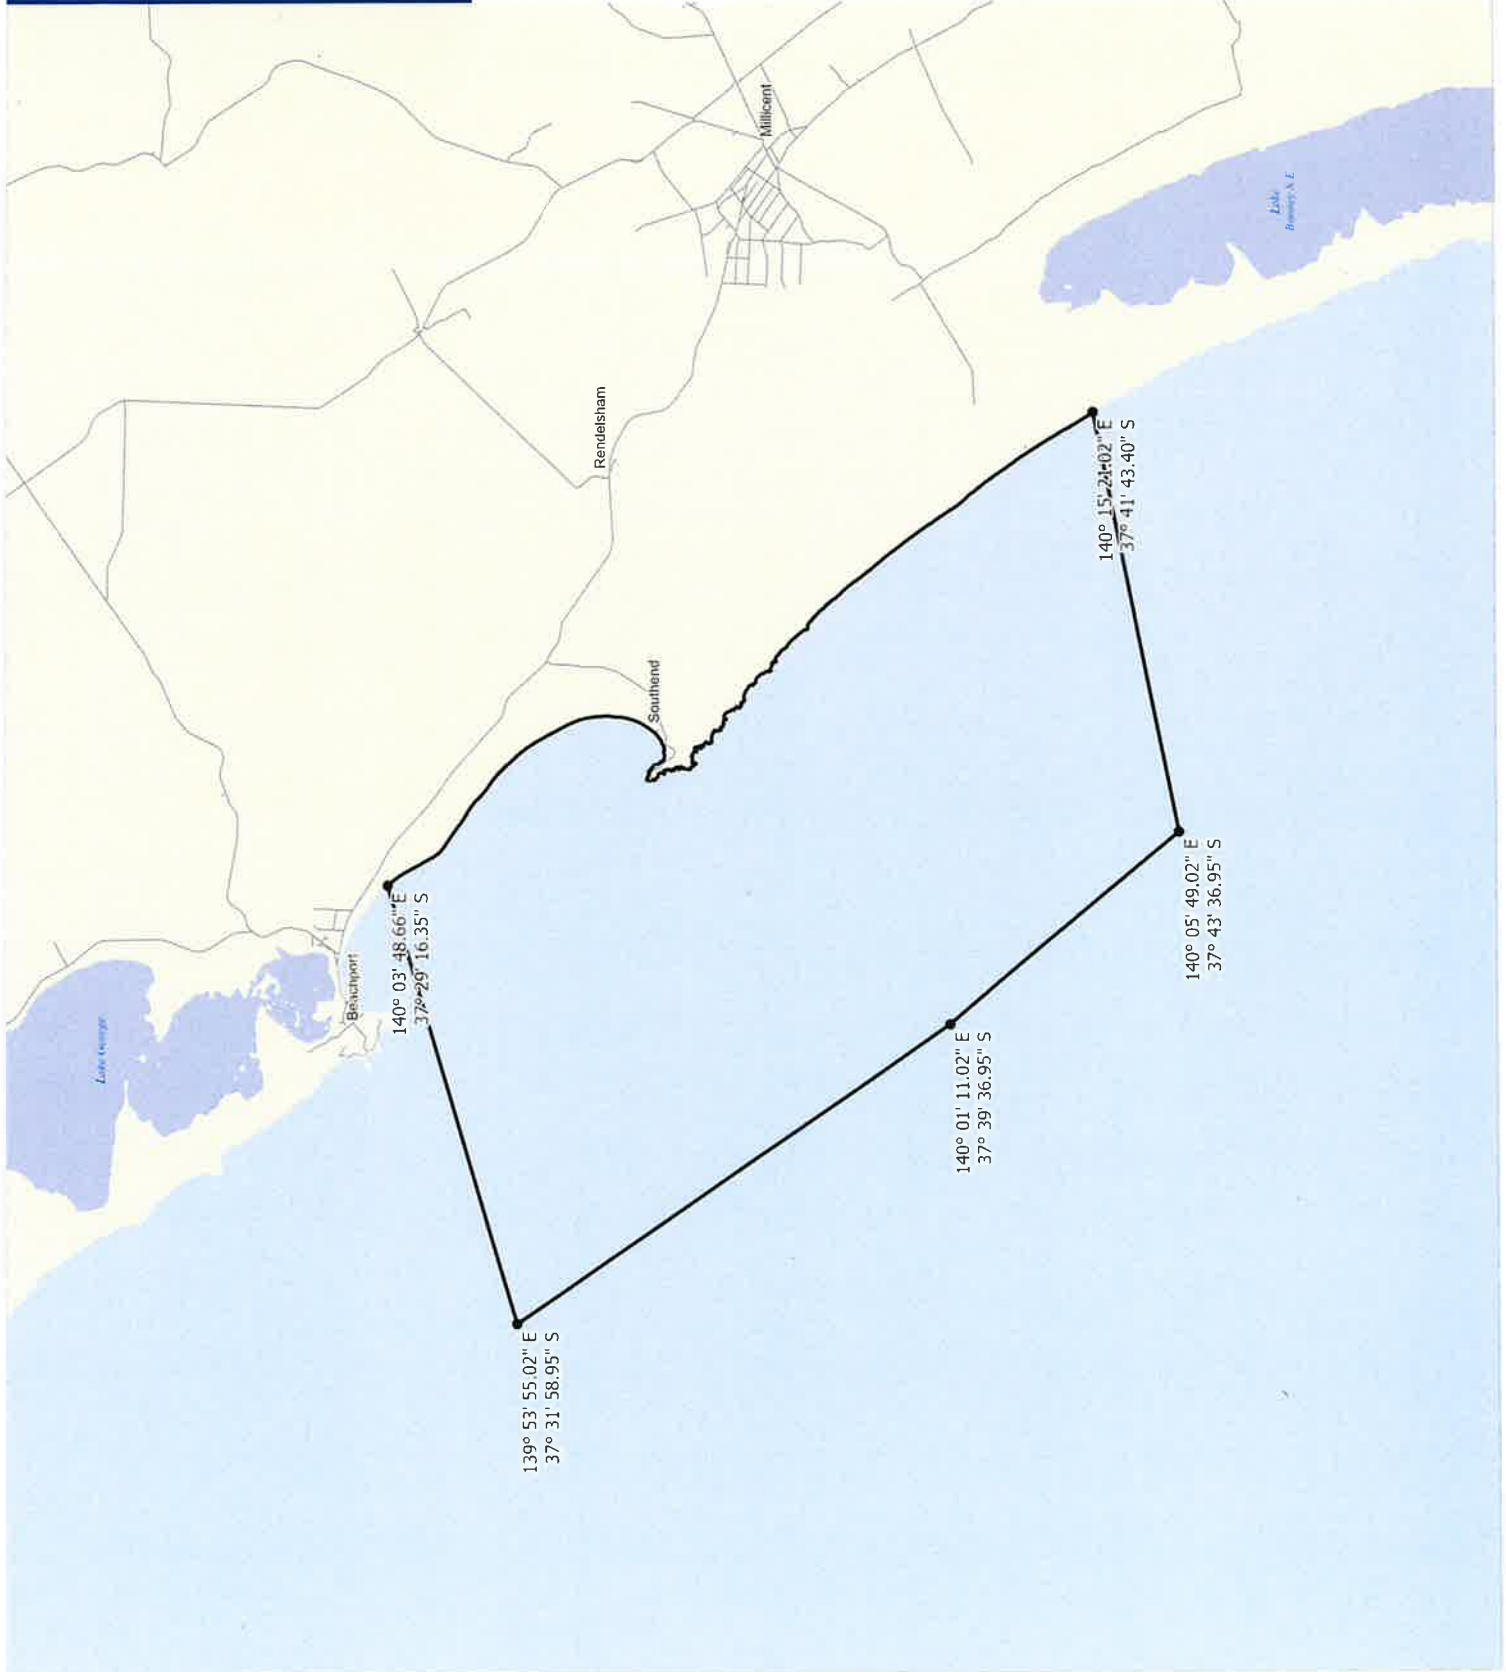 Lake George
Beachport
140° 03' 48.66" E
37° 29' 16.35" S
139° 53' 55.02" E
37° 31' 58.95" S
Rendelsham
Southend
Millicent
140° 01' 11.02" E
37° 39' 36.95" S
140° 15' 21.02" E
37° 41' 43.40" S
140° 05' 49.02" E
37° 43' 36.95" S
Lake
Bonney S E